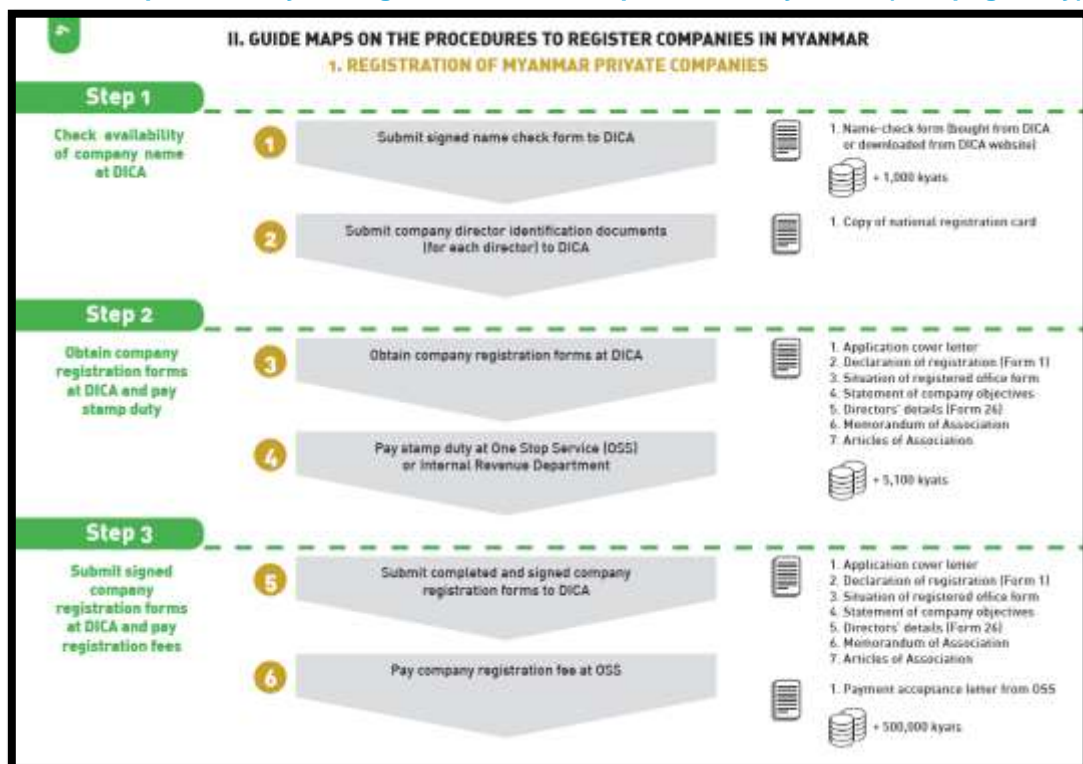 II. GUIDE MAPS ON THE PROCEDURES TO REGISTER COMPANIES IN MYANMAR
1. REGISTRATION OF MYANMAR PRIVATE COMPANIES
Step 1
Check availability
of company name
at DICA
1
Submit signed name check form to DICA
1. Name-check form (bought from DICA
or downloaded from DICA website)
+ 1,000 kyats
2
Submit company director identification documents
(for each director) to DICA
1. Copy of national registration card
Step 2
Obtain company
registration forms
at DICA and pay
stamp duty
3
Obtain company registration forms at DICA
1. Application cover letter
2. Declaration of registration (Form 1)
3. Situation of registered office form
4. Statement of company objectives
5. Directors' details (Form 26)
6. Memorandum of Association
7. Articles of Association
4
Pay stamp duty at One Stop Service (OSS)
or Internal Revenue Department
+ 5,100 kyats
Step 3
Submit signed
company
registration forms
at DICA and pay
registration fees
5
Submit completed and signed company
registration forms to DICA
1. Application cover letter
2. Declaration of registration (Form 1)
3. Situation of registered office form
4. Statement of company objectives
5. Directors' details (Form 26)
6. Memorandum of Association
7. Articles of Association
6
Pay company registration fee at OSS
1. Payment acceptance letter from OSS
+ 500,000 kyats